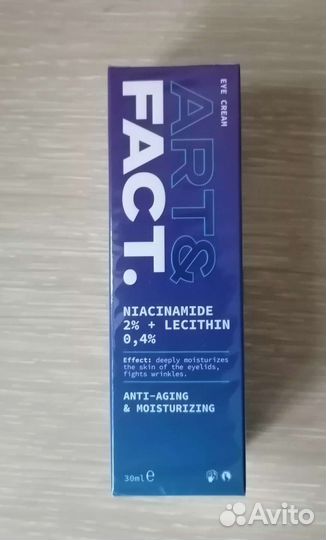 EYE CREAM
ART&
FACT.
NIACINAMIDE
2% + LECITHIN
0,4%
Effect: deeply moisturizes
the skin of the eyelids,
fights wrinkles.
ANTI-AGING
& MOISTURIZING
30ml ℮
Avito